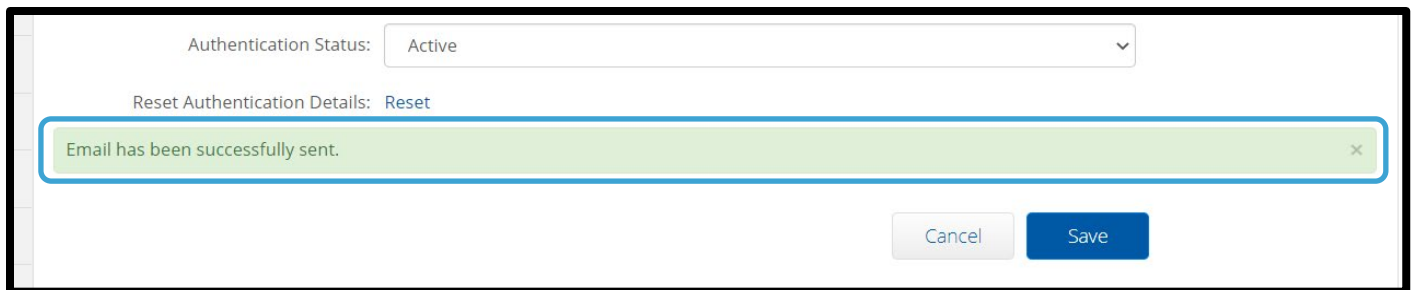 Authentication Status: Active
Reset Authentication Details: Reset
Email has been successfully sent. ×
Cancel Save